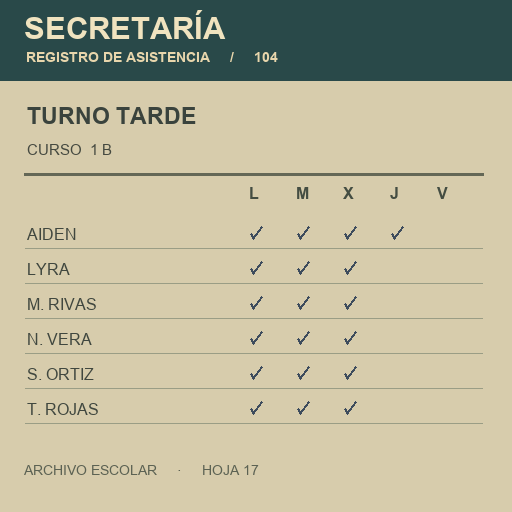 SECRETARÍA
REGISTRO DE ASISTENCIA / 104
TURNO TARDE
CURSO 1 B
L M X J V
AIDEN ✓ ✓ ✓ ✓
LYRA ✓ ✓ ✓
M. RIVAS ✓ ✓ ✓
N. VERA ✓ ✓ ✓
S. ORTIZ ✓ ✓ ✓
T. ROJAS ✓ ✓ ✓
ARCHIVO ESCOLAR · HOJA 17